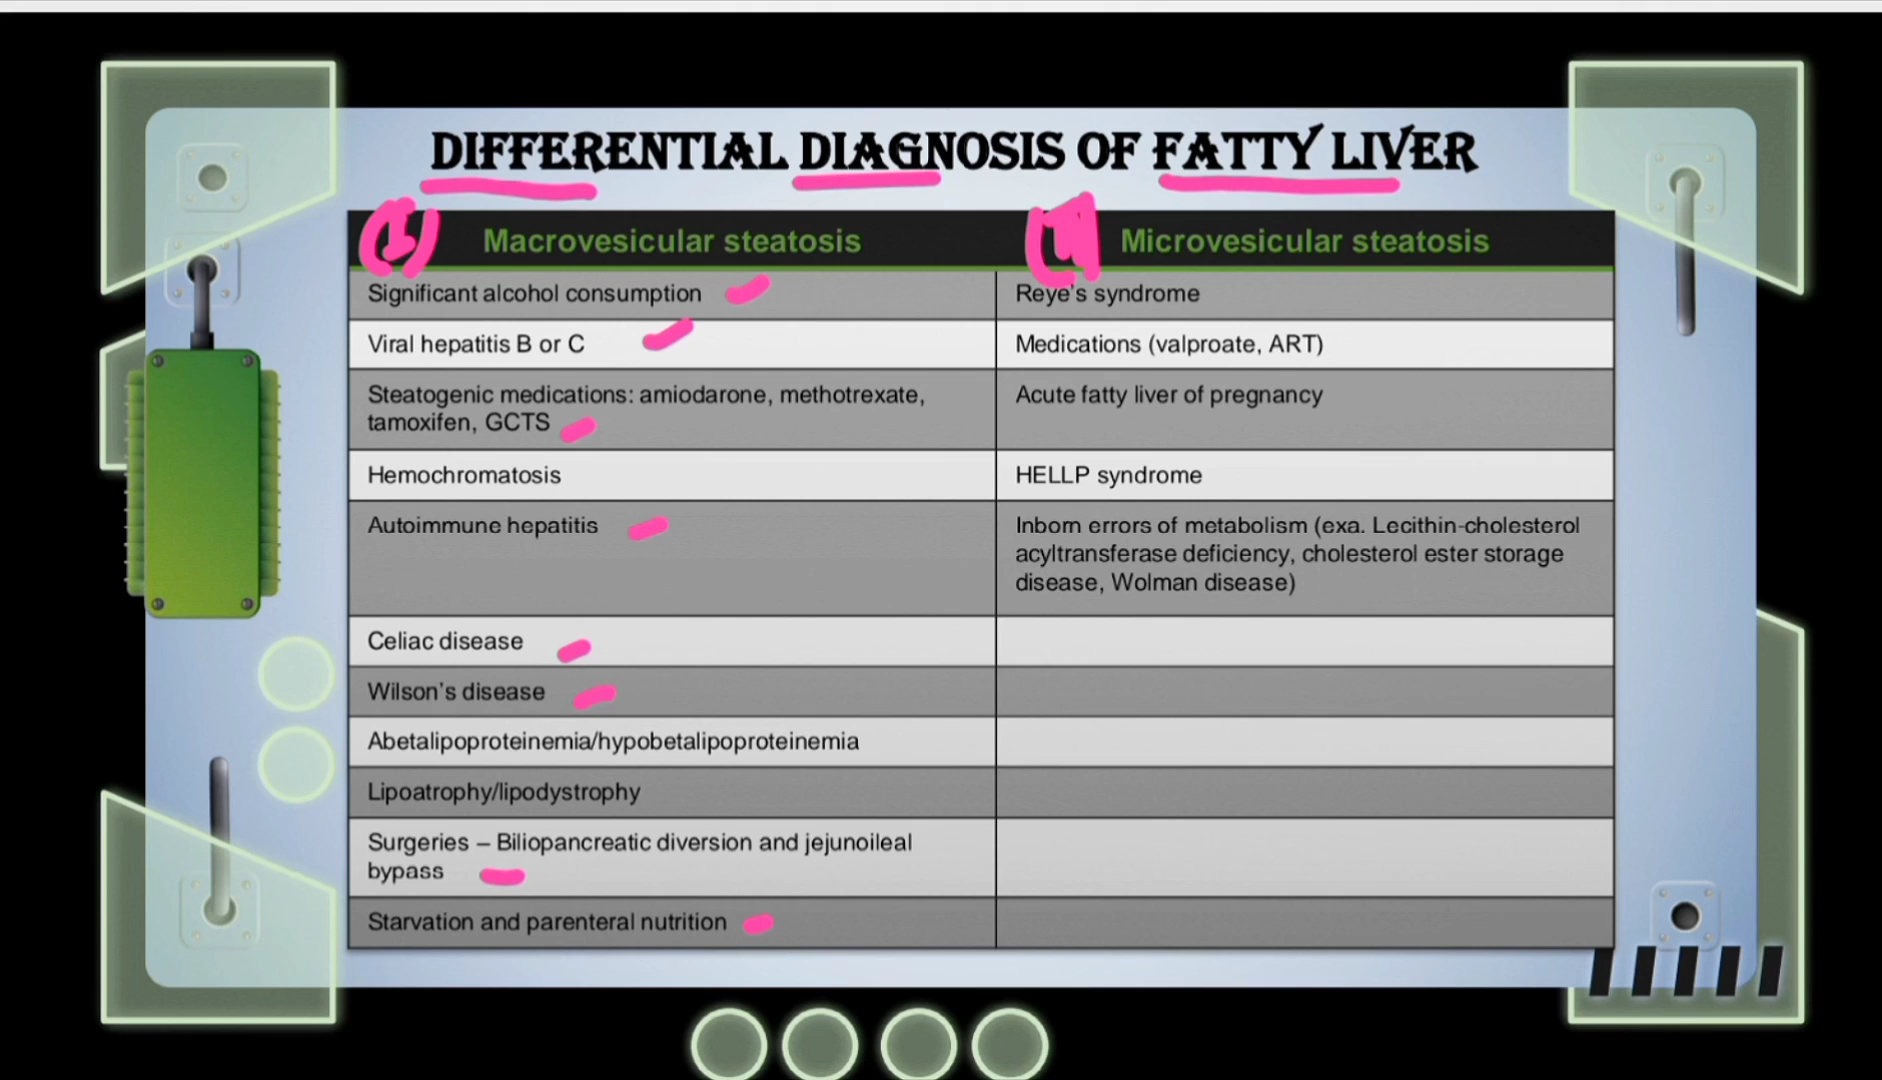 DIFFERENTIAL DIAGNOSIS OF FATTY LIVER
(I) Macrovesicular steatosis
Microvesicular steatosis
Significant alcohol consumption
Reye's syndrome
Viral hepatitis B or C
Medications (valproate, ART)
Steatogenic medications: amiodarone, methotrexate,
tamoxifen, GCTS
Acute fatty liver of pregnancy
Hemochromatosis
HELLP syndrome
Autoimmune hepatitis
Inborn errors of metabolism (exa. Lecithin-cholesterol
acyltransferase deficiency, cholesterol ester storage
disease, Wolman disease)
Celiac disease
Wilson's disease
Abetalipoproteinemia/hypobetalipoproteinemia
Lipoatrophy/lipodystrophy
Surgeries – Biliopancreatic diversion and jejunoileal
bypass
Starvation and parenteral nutrition